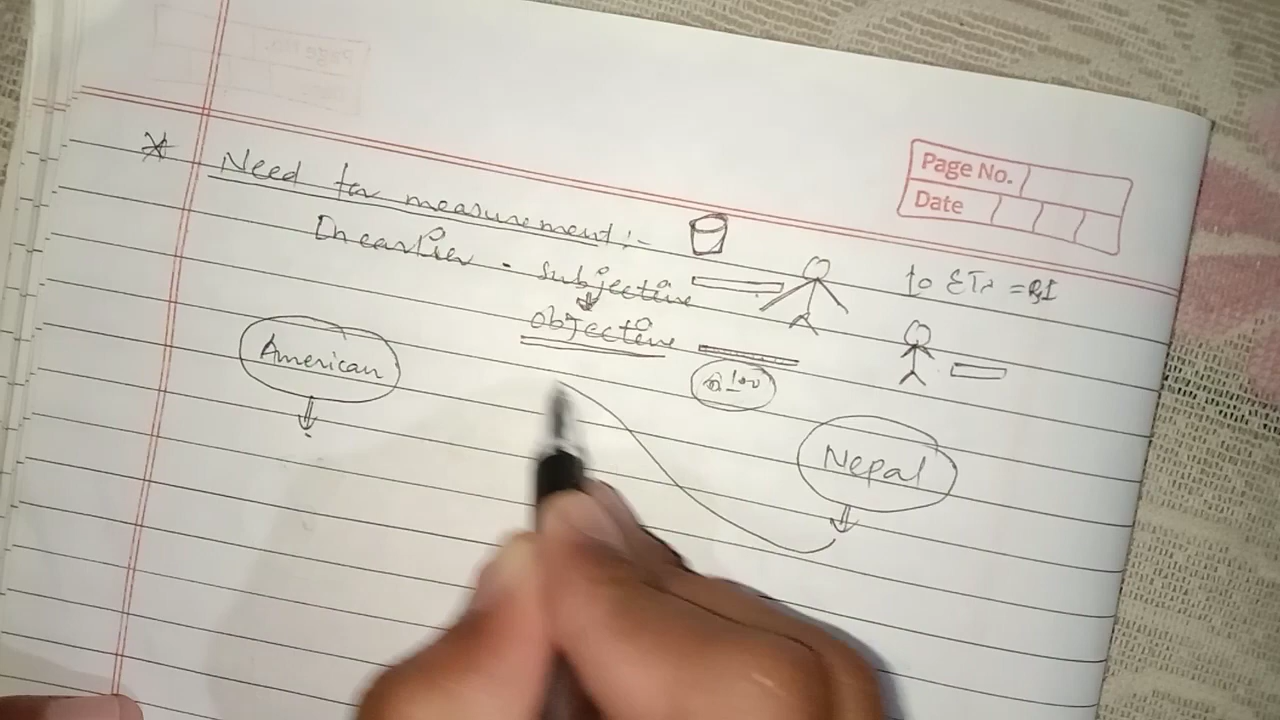 Page No.
Date
* Need for measurement :-
In earlier - subjective
objective
American
Nepal